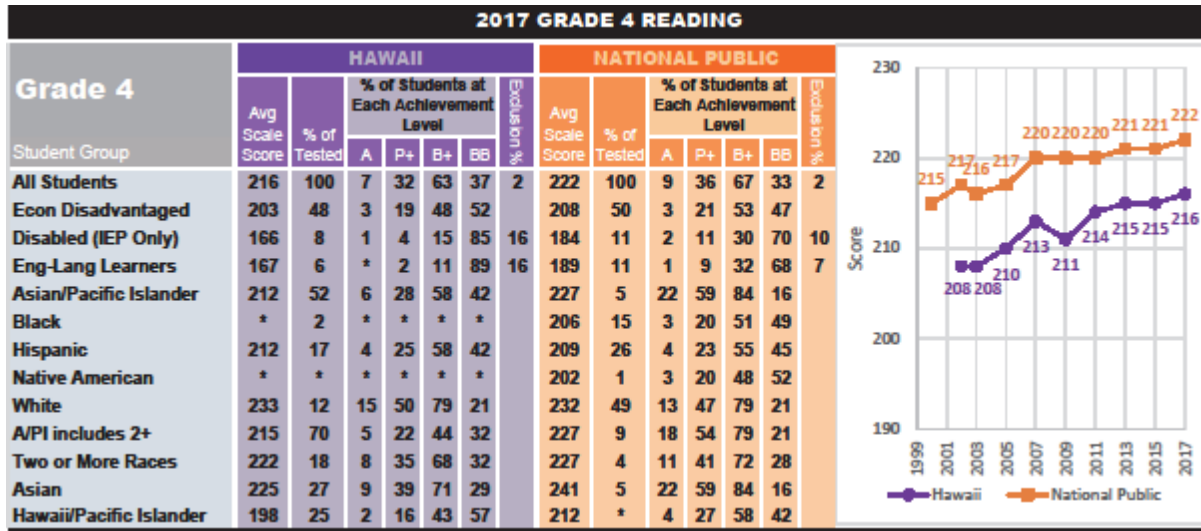 2017 GRADE 4 READING
Grade 4
Student Group
HAWAII
NATIONAL PUBLIC
Avg Scale Score
% of Tested
% of Students at Each Achievement Level
Exclusion %
A P+ B+ BB
Avg Scale Score
% of Tested
% of Students at Each Achievement Level
Exclusion %
A P+ B+ BB
All Students 216 100 7 32 63 37 2 222 100 9 36 67 33 2
Econ Disadvantaged 203 48 3 19 48 52 208 50 3 21 53 47
Disabled (IEP Only) 166 8 1 4 15 85 16 184 11 2 11 30 70 10
Eng-Lang Learners 167 6 * 2 11 89 16 189 11 1 9 32 68 7
Asian/Pacific Islander 212 52 6 28 58 42 227 5 22 59 84 16
Black * 2 * * * * 206 15 3 20 51 49
Hispanic 212 17 4 25 58 42 209 26 4 23 55 45
Native American * * * * * * 202 1 3 20 48 52
White 233 12 15 50 79 21 232 49 13 47 79 21
A/PI includes 2+ 215 70 5 22 44 32 227 9 18 54 79 21
Two or More Races 222 18 8 35 68 32 227 4 11 41 72 28
Asian 225 27 9 39 71 29 241 5 22 59 84 16
Hawaii/Pacific Islander 198 25 2 16 43 57 212 * 4 27 58 42
Score
230
220
210
200
190
215 217 216 217 220 220 220 221 221 222
208 208 210 213 211 214 215 215 216
1999 2001 2003 2005 2007 2009 2011 2013 2015 2017
Hawaii National Public